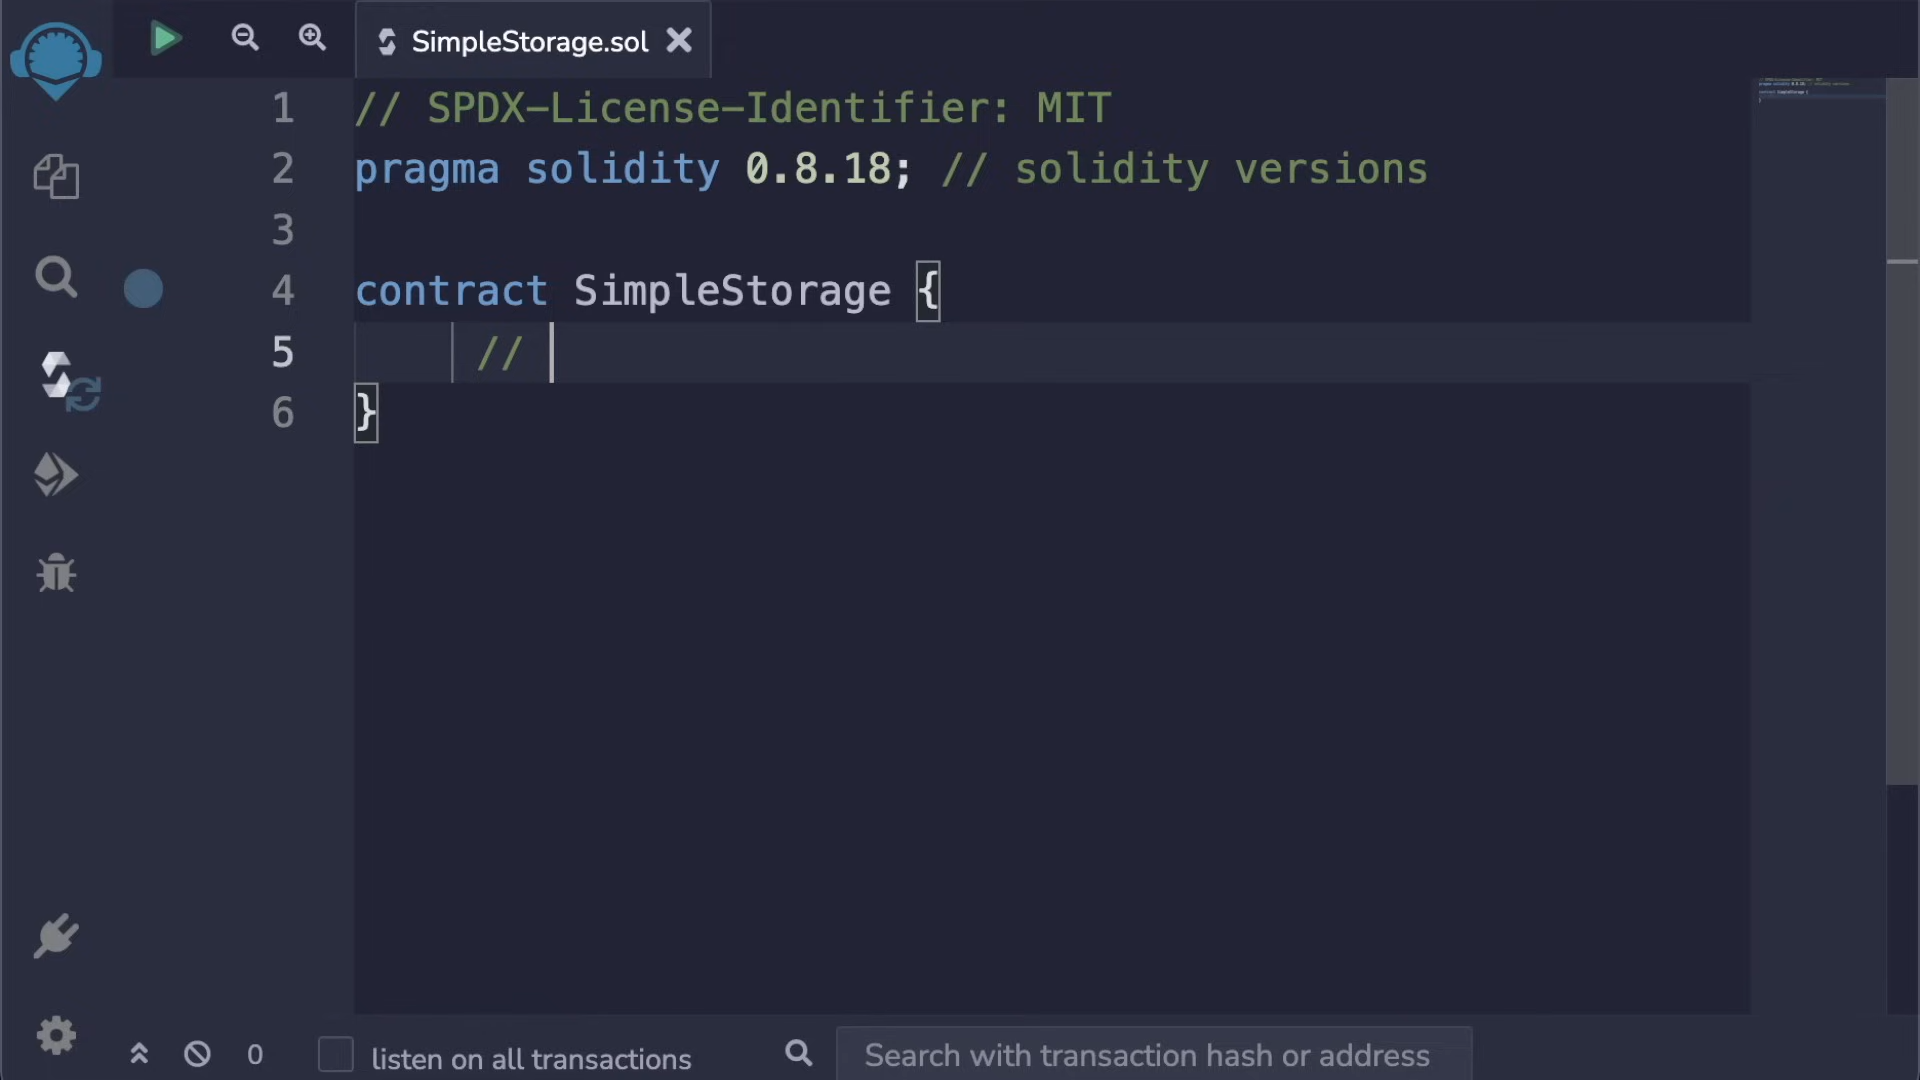 SimpleStorage.sol
1 // SPDX-License-Identifier: MIT
2 pragma solidity 0.8.18; // solidity versions
3
4 contract SimpleStorage {
5 //
6 }
0 listen on all transactions Search with transaction hash or address